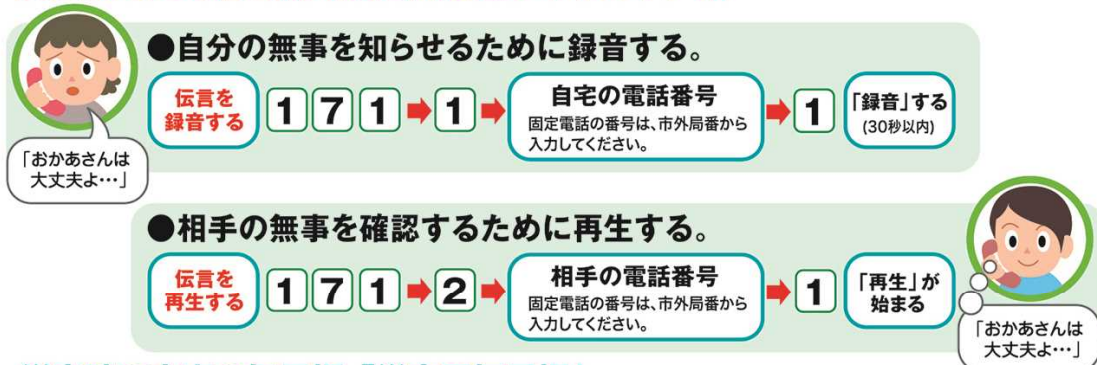 ●自分の無事を知らせるために録音する。
伝言を
録音する
1 7 1 ➡ 1 ➡
自宅の電話番号
固定電話の番号は、市外局番から
入力してください。
➡ 1
「録音」する
(30秒以内)
「おかあさんは
大丈夫よ…」
●相手の無事を確認するために再生する。
伝言を
再生する
1 7 1 ➡ 2 ➡
相手の電話番号
固定電話の番号は、市外局番から
入力してください。
➡ 1
「再生」が
始まる
「おかあさんは
大丈夫よ…」